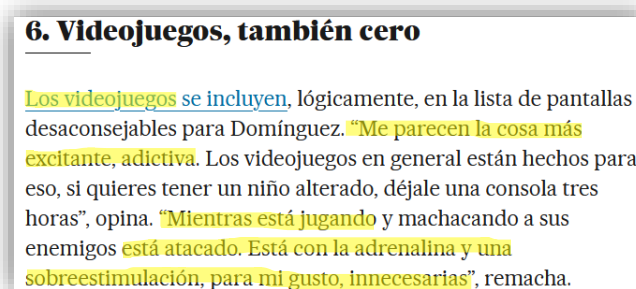 6. Videojuegos, también cero
Los videojuegos se incluyen, lógicamente, en la lista de pantallas
desaconsejables para Domínguez. “Me parecen la cosa más
excitante, adictiva. Los videojuegos en general están hechos para
eso, si quieres tener un niño alterado, déjale una consola tres
horas”, opina. “Mientras está jugando y machacando a sus
enemigos está atacado. Está con la adrenalina y una
sobreestimulación, para mi gusto, innecesarias”, remacha.